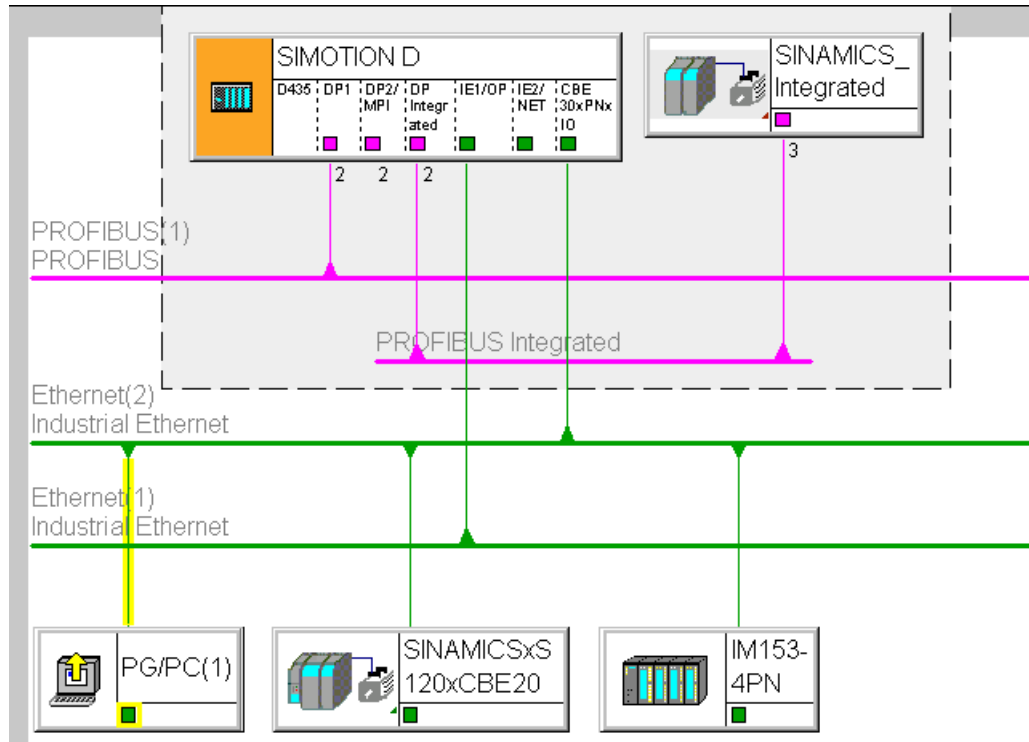 SIMOTION D
D435 DP1 DP2/ DP IE1/OP IE2/ CBE
MPI Integr NET 30xPNx
ated IO
2 2 2
SINAMICS_
Integrated
3
PROFIBUS(1)
PROFIBUS
PROFIBUS Integrated
Ethernet(2)
Industrial Ethernet
Ethernet(1)
Industrial Ethernet
PG/PC(1)
SINAMICSxS
120xCBE20
IM153-
4PN